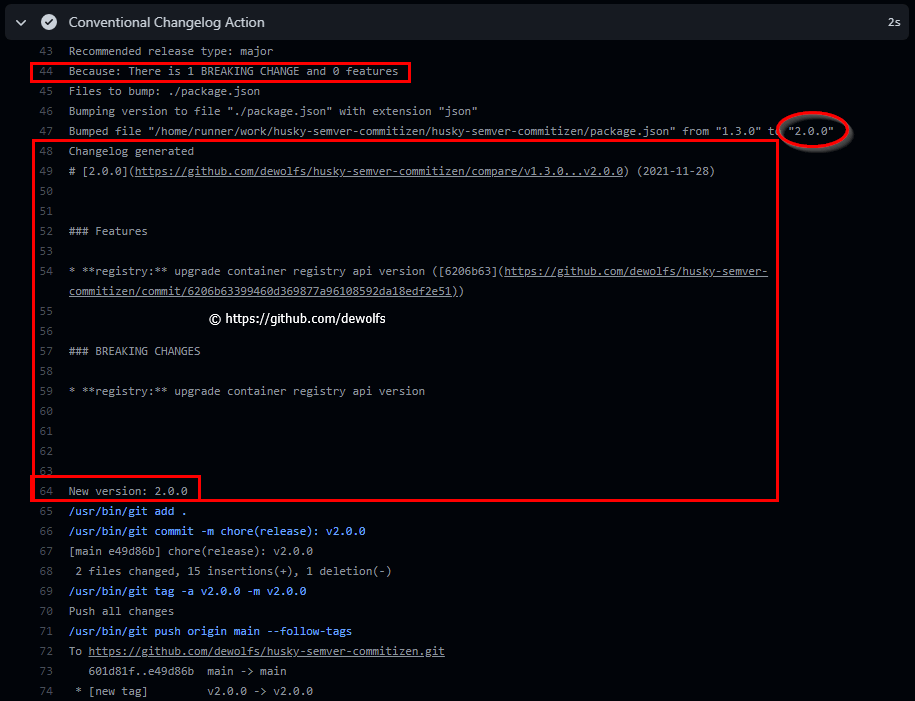 Conventional Changelog Action 2s
43 Recommended release type: major
44 Because: There is 1 BREAKING CHANGE and 0 features
45 Files to bump: ./package.json
46 Bumping version to file "./package.json" with extension "json"
47 Bumped file "/home/runner/work/husky-semver-commitizen/husky-semver-commitizen/package.json" from "1.3.0" to "2.0.0"
48 Changelog generated
49 # [2.0.0](https://github.com/dewolfs/husky-semver-commitizen/compare/v1.3.0...v2.0.0) (2021-11-28)
50
51
52 ### Features
53
54 * **registry:** upgrade container registry api version ([6206b63](https://github.com/dewolfs/husky-semver-
commitizen/commit/6206b63399460d369877a96108592da18edf2e51))
55
© https://github.com/dewolfs
56
57 ### BREAKING CHANGES
58
59 * **registry:** upgrade container registry api version
60
61
62
63
64 New version: 2.0.0
65 /usr/bin/git add .
66 /usr/bin/git commit -m chore(release): v2.0.0
67 [main e49d86b] chore(release): v2.0.0
68 2 files changed, 15 insertions(+), 1 deletion(-)
69 /usr/bin/git tag -a v2.0.0 -m v2.0.0
70 Push all changes
71 /usr/bin/git push origin main --follow-tags
72 To https://github.com/dewolfs/husky-semver-commitizen.git
73 601d81f..e49d86b main -> main
74 * [new tag] v2.0.0 -> v2.0.0